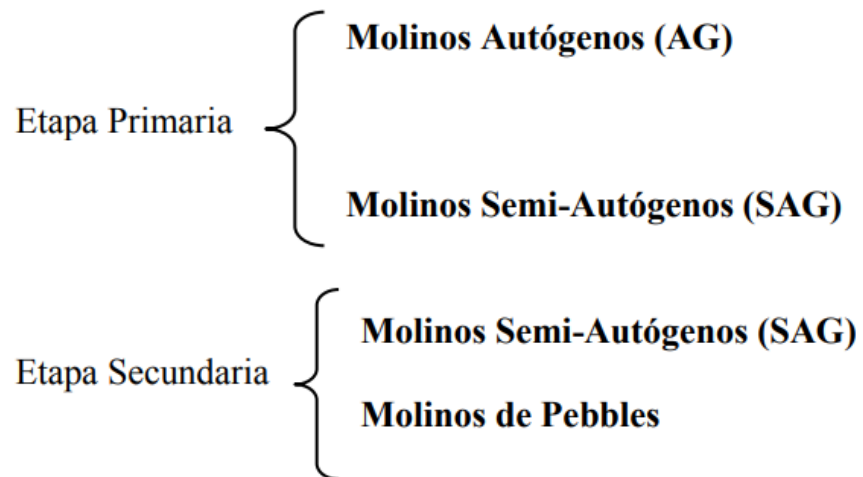 Molinos Autógenos (AG)
Etapa Primaria
Molinos Semi-Autógenos (SAG)
Molinos Semi-Autógenos (SAG)
Etapa Secundaria
Molinos de Pebbles